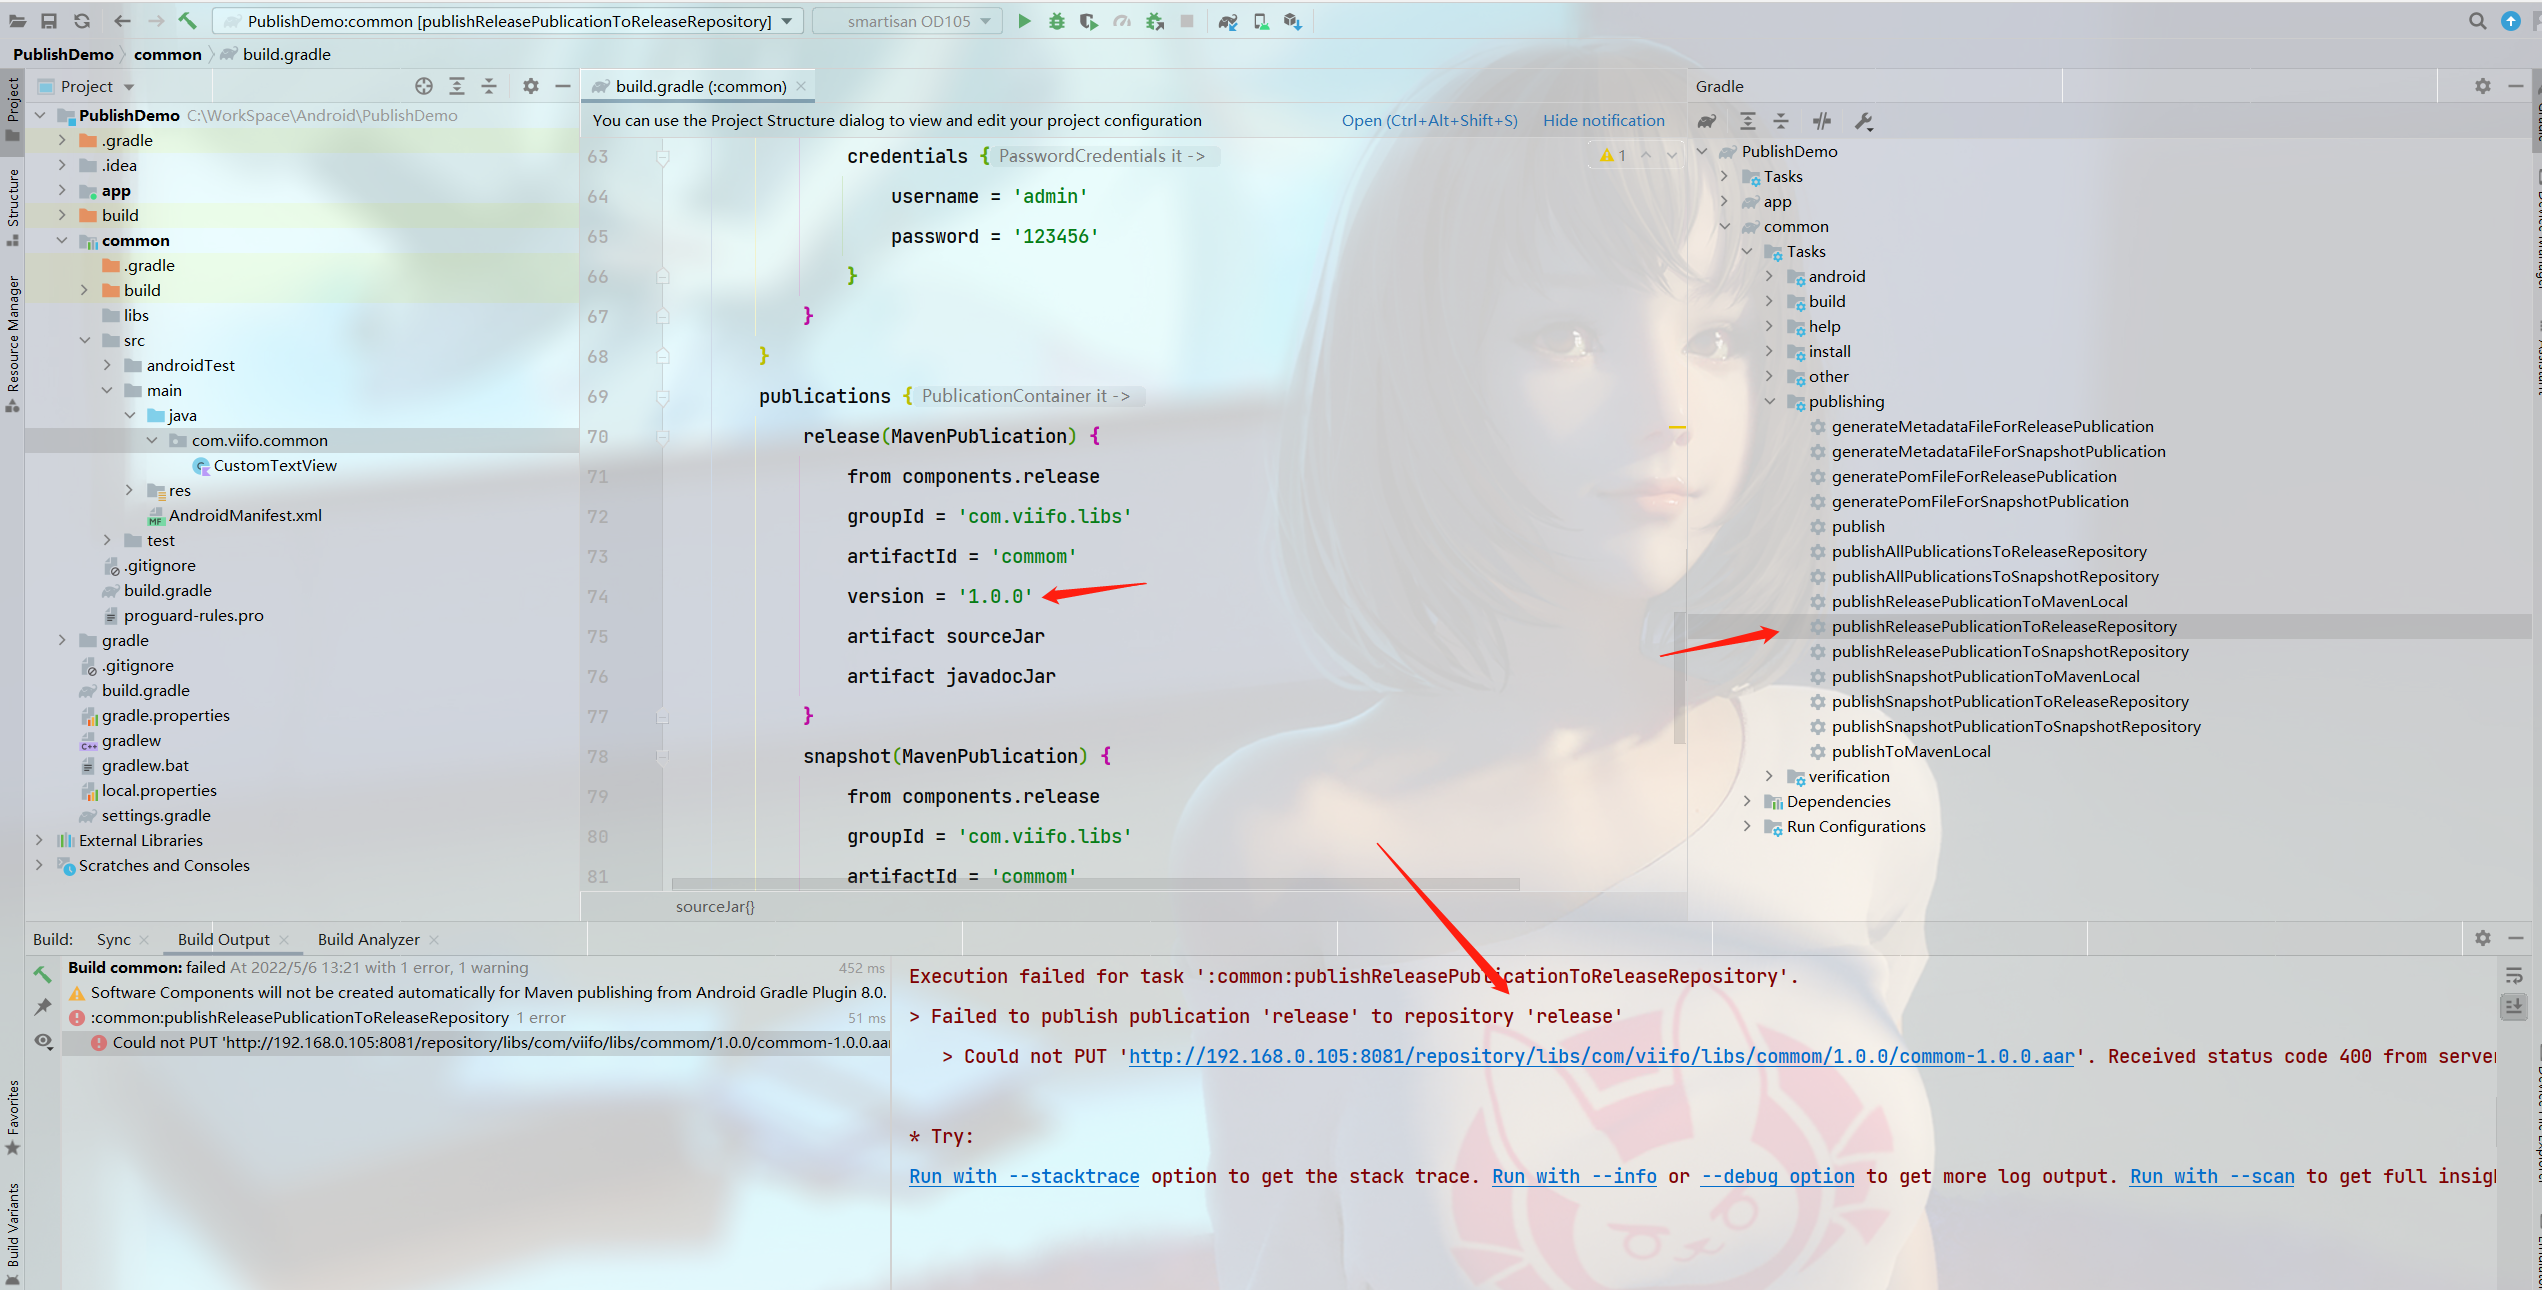 PublishDemo:common [publishReleasePublicationToReleaseRepository]
smartisan OD105
PublishDemo
common
build.gradle
Project
Project
Structure
Resource Manager
Favorites
Build Variants
PublishDemo C:\WorkSpace\Android\PublishDemo
.gradle
.idea
app
build
common
.gradle
build
libs
src
androidTest
main
java
com.viifo.common
CustomTextView
res
AndroidManifest.xml
test
.gitignore
build.gradle
proguard-rules.pro
gradle
.gitignore
build.gradle
gradle.properties
gradlew
gradlew.bat
local.properties
settings.gradle
External Libraries
Scratches and Consoles
build.gradle (:common)
You can use the Project Structure dialog to view and edit your project configuration
Open (Ctrl+Alt+Shift+S)
Hide notification
1
63 credentials { PasswordCredentials it ->
64 username = 'admin'
65 password = '123456'
66 }
67 }
68 }
69 publications { PublicationContainer it ->
70 release(MavenPublication) {
71 from components.release
72 groupId = 'com.viifo.libs'
73 artifactId = 'commom'
74 version = '1.0.0'
75 artifact sourceJar
76 artifact javadocJar
77 }
78 snapshot(MavenPublication) {
79 from components.release
80 groupId = 'com.viifo.libs'
81 artifactId = 'commom'
sourceJar{}
Gradle
PublishDemo
Tasks
app
common
Tasks
android
build
help
install
other
publishing
generateMetadataFileForReleasePublication
generateMetadataFileForSnapshotPublication
generatePomFileForReleasePublication
generatePomFileForSnapshotPublication
publish
publishAllPublicationsToReleaseRepository
publishAllPublicationsToSnapshotRepository
publishReleasePublicationToMavenLocal
publishReleasePublicationToReleaseRepository
publishReleasePublicationToSnapshotRepository
publishSnapshotPublicationToMavenLocal
publishSnapshotPublicationToReleaseRepository
publishSnapshotPublicationToSnapshotRepository
publishToMavenLocal
verification
Dependencies
Run Configurations
Build:
Sync
Build Output
Build Analyzer
Build common: failed At 2022/5/6 13:21 with 1 error, 1 warning 452 ms
Software Components will not be created automatically for Maven publishing from Android Gradle Plugin 8.0.
:common:publishReleasePublicationToReleaseRepository 1 error 51 ms
Could not PUT 'http://192.168.0.105:8081/repository/libs/com/viifo/libs/commom/1.0.0/commom-1.0.0.aar
Execution failed for task ':common:publishReleasePublicationToReleaseRepository'.
> Failed to publish publication 'release' to repository 'release'
> Could not PUT 'http://192.168.0.105:8081/repository/libs/com/viifo/libs/commom/1.0.0/commom-1.0.0.aar'. Received status code 400 from serve
* Try:
Run with --stacktrace option to get the stack trace. Run with --info or --debug option to get more log output. Run with --scan to get full insig